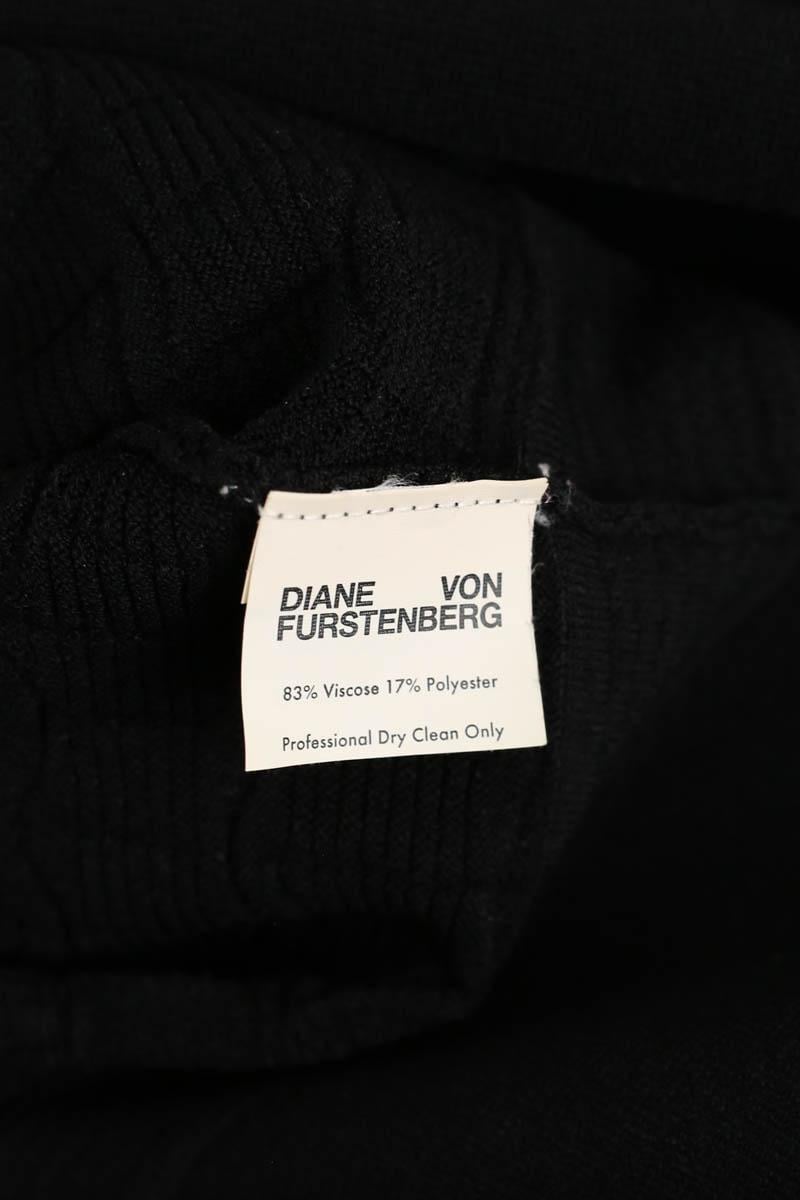 DIANE VON
FURSTENBERG
83% Viscose 17% Polyester
Professional Dry Clean Only